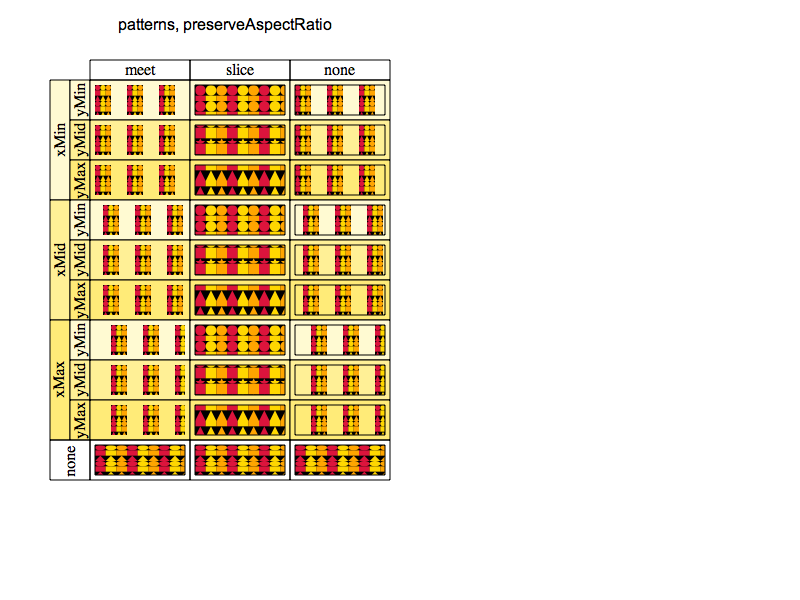 patterns, preserveAspectRatio
meet slice none
xMin
yMin
yMid
yMax
xMid
yMin
yMid
yMax
xMax
yMin
yMid
yMax
none